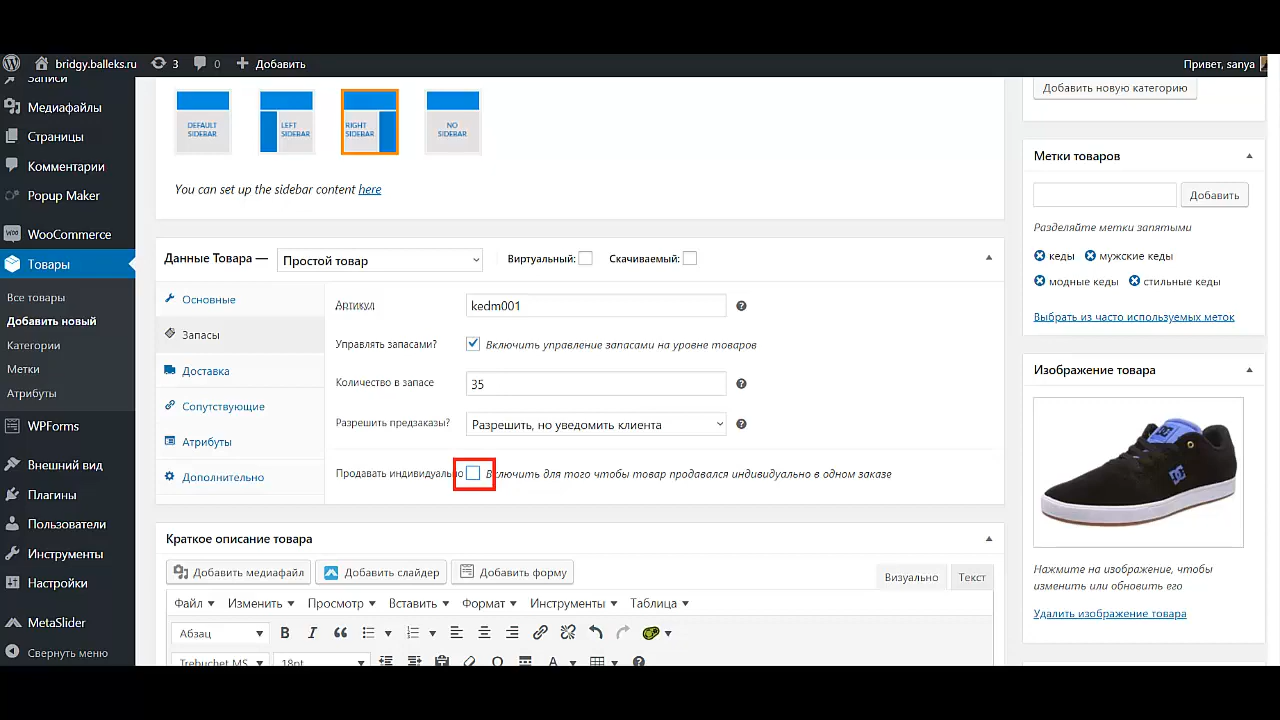 bridgy.balleks.ru 3 0 Добавить Привет, sanya
Записи
Медиафайлы
Страницы
Комментарии
Popup Maker
WooCommerce
Товары
Все товары
Добавить новый
Категории
Метки
Атрибуты
WPForms
Внешний вид
Плагины
Пользователи
Инструменты
Настройки
MetaSlider
Свернуть меню
DEFAULT SIDEBAR
LEFT SIDEBAR
RIGHT SIDEBAR
NO SIDEBAR
You can set up the sidebar content here
Данные Товара — Простой товар Виртуальный: Скачиваемый:
Основные
Запасы
Доставка
Сопутствующие
Атрибуты
Дополнительно
Артикул kedm001
Управлять запасами? Включить управление запасами на уровне товаров
Количество в запасе 35
Разрешить предзаказы? Разрешить, но уведомить клиента
Продавать индивидуально Включить для того чтобы товар продавался индивидуально в одном заказе
Краткое описание товара
Добавить медиафайл Добавить слайдер Добавить форму Визуально Текст
Файл Изменить Просмотр Вставить Формат Инструменты Таблица
Абзац
Trebuchet MS 18pt
Добавить новую категорию
Метки товаров
Добавить
Разделяйте метки запятыми
кеды мужские кеды
модные кеды стильные кеды
Выбрать из часто используемых меток
Изображение товара
DC
Нажмите на изображение, чтобы
изменить или обновить его
Удалить изображение товара